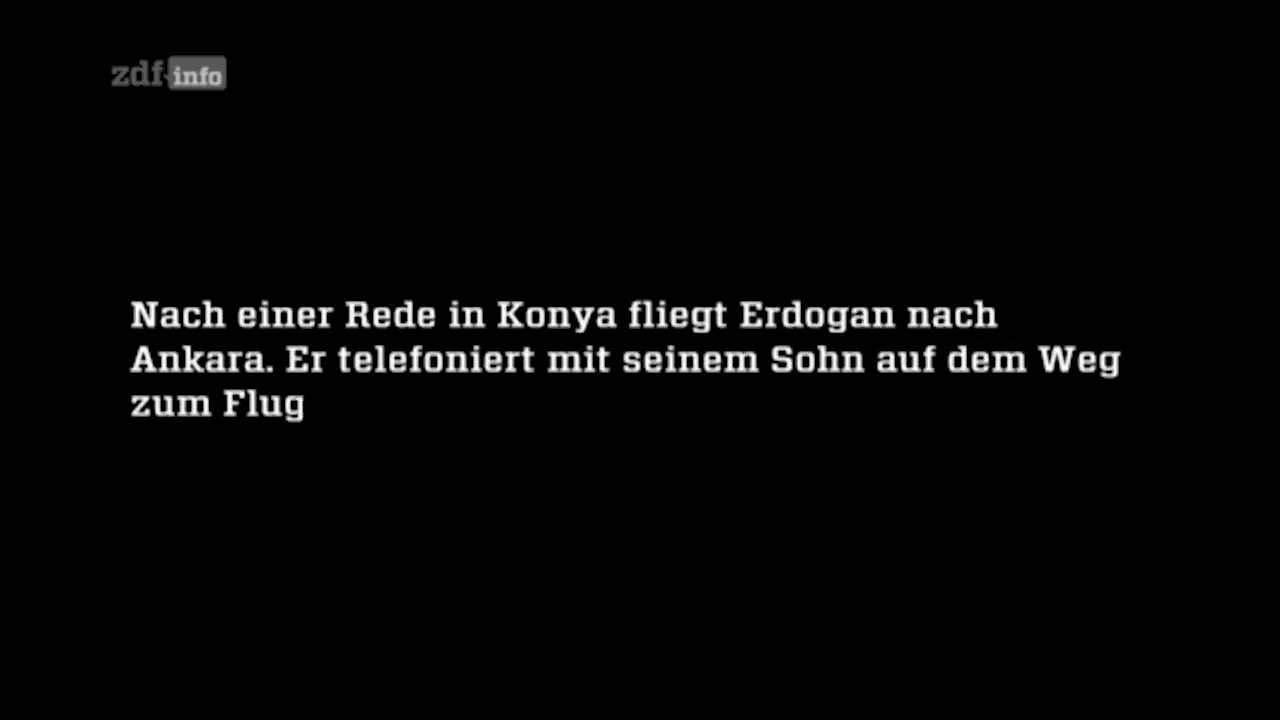 zdf.info
Nach einer Rede in Konya fliegt Erdogan nach
Ankara. Er telefoniert mit seinem Sohn auf dem Weg
zum Flug